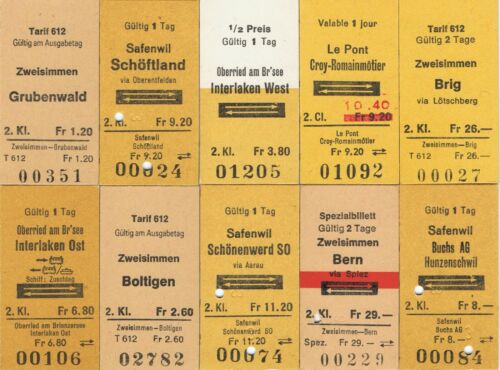 Tarif 612
Gültig am Ausgabetag
Zweisimmen
Grubenwald
2. Kl. Fr 1.20
Zweisimmen-Grubenwald
T 612 Fr 1.20
00351
Gültig 1 Tag
Safenwil
Schöftland
via Oberentfelden
2. Kl. Fr 9.20
Safenwil
Schöftland
Fr 9.20
00024
1/2 Preis
Gültig 1 Tag
Oberried am Br'see
Interlaken West
2. Kl. Fr 3.80
01205
Valable 1 jour
Le Pont
Croy-Romainmôtier
10.40
2. Cl. Fr 9.20
Le Pont
Croy-Romainmôtier
Fr 9.20
01092
Tarif 612
Gültig 2 Tage
Zweisimmen
Brig
via Lötschberg
2. Kl. Fr 26.—
Zweisimmen—Brig
T 612 Fr 26.—
00027
Gültig 1 Tag
Oberried am Br'see
Interlaken Ost
Schiff: Zuschlag
2. Kl. Fr 6.80
Oberried am Brienzersee
Interlaken Ost
Fr 6.80
00106
Tarif 612
Gültig am Ausgabetag
Zweisimmen
Boltigen
2. Kl. Fr 2.60
Zweisimmen-Boltigen
T 612 Fr 2.60
02782
Gültig 1 Tag
Safenwil
Schönenwerd SO
via Aarau
2. Kl. Fr 11.20
Safenwil
Schönenwerd SO
Fr 11.20
00074
Spezialbillett
Gültig 2 Tage
Zweisimmen
Bern
via Spiez
2. Kl. Fr 29.—
Zweisimmen—Bern
Spez. Fr 29.—
00229
Gültig 1 Tag
Safenwil
Buchs AG
Hunzenschwil
2. Kl. Fr 8.—
Safenwil
Buchs AG
Fr 8.—
00084